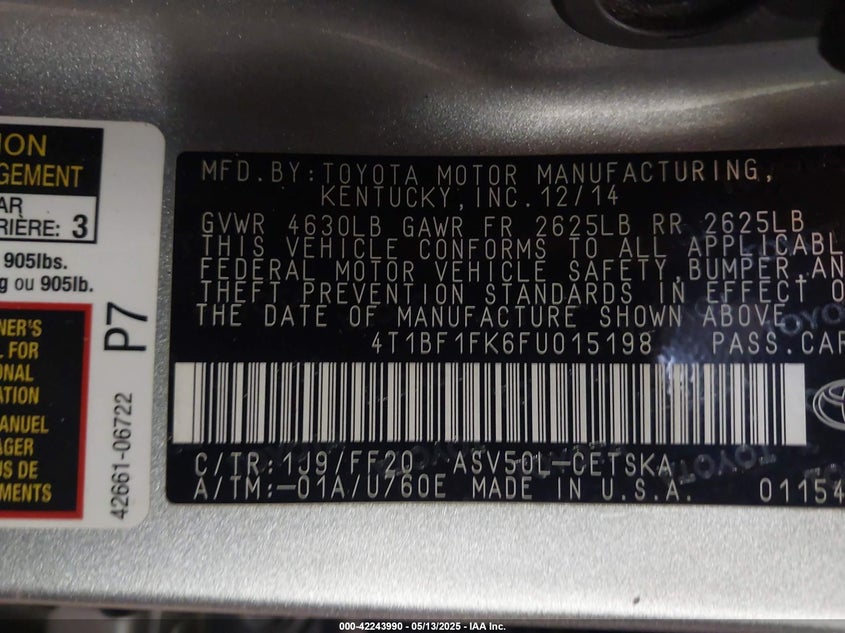 ION
GEMENT
AR
RIÈRE: 3
905lbs.
g ou 905lb.
NER'S
L FOR
ONAL
ATION
ANUEL
AGER
US DE
EMENTS
P7
42661-06722
MFD.BY:TOYOTA MOTOR MANUFACTURING,
KENTUCKY,INC.12/14
GVWR 4630LB GAWR FR 2625LB RR 2625LB
THIS VEHICLE CONFORMS TO ALL APPLICABL
FEDERAL MOTOR VEHICLE SAFETY,BUMPER,AN
THEFT PREVENTION STANDARDS IN EFFECT O
THE DATE OF MANUFACTURE SHOWN ABOVE
4T1BF1FK6FU015198 PASS.CAR
C/TR:1J9/FF20 ASV50L-CETSKA
A/TM:-01A/U760E MADE IN U.S.A. 01154
TOYOTA
TOYOTA
000-42243990 - 05/13/2025 - IAA Inc.